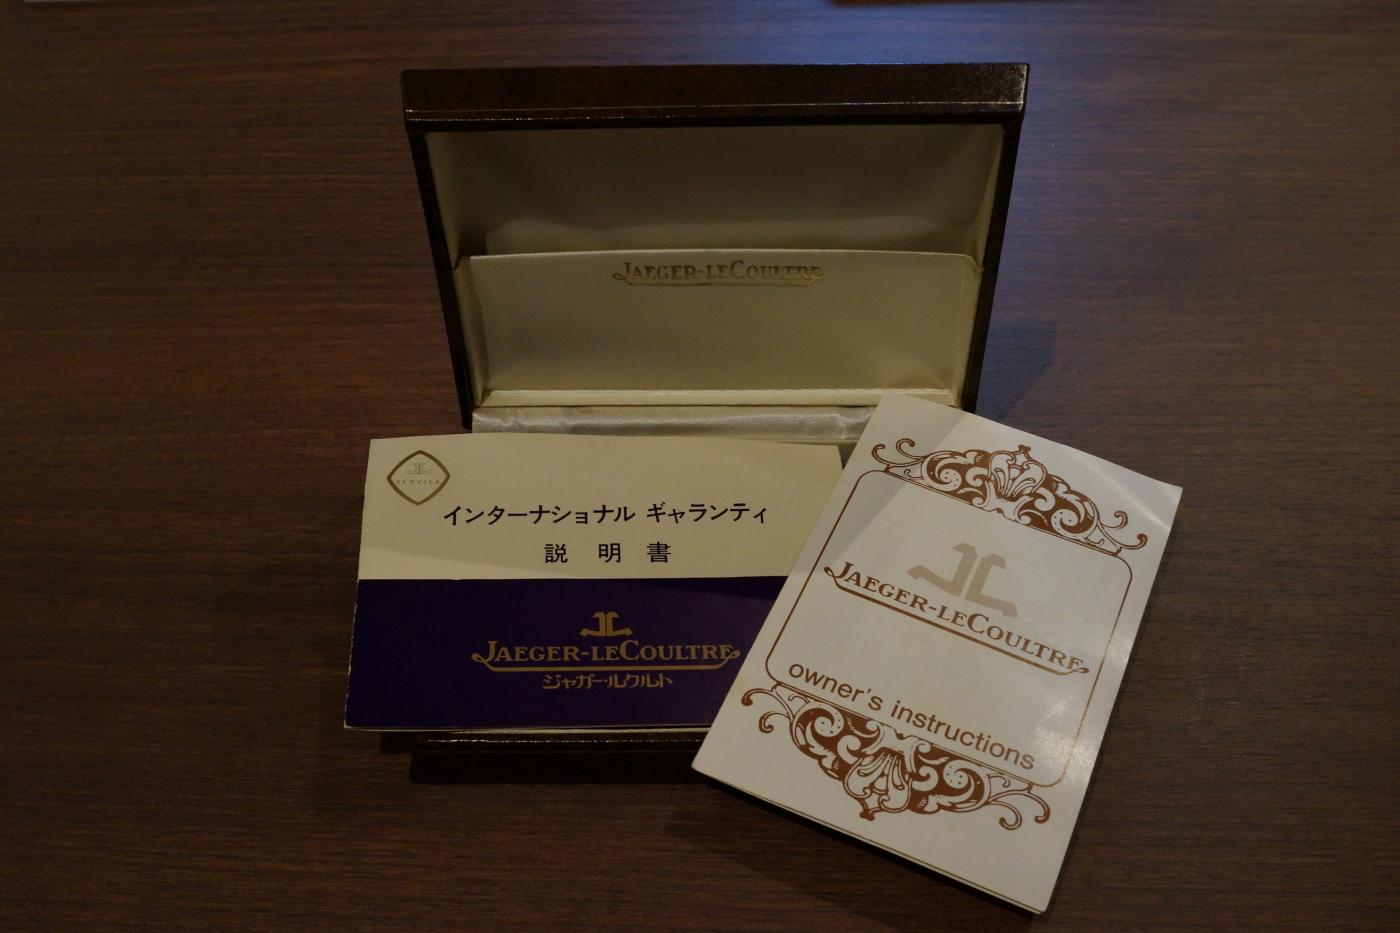 JAEGER-LECOULTRE
SERVICE
インターナショナル ギャランティ
説明書
JAEGER-LECOULTRE
ジャガー・ルクルト
JAEGER-LECOULTRE
owner's instructions